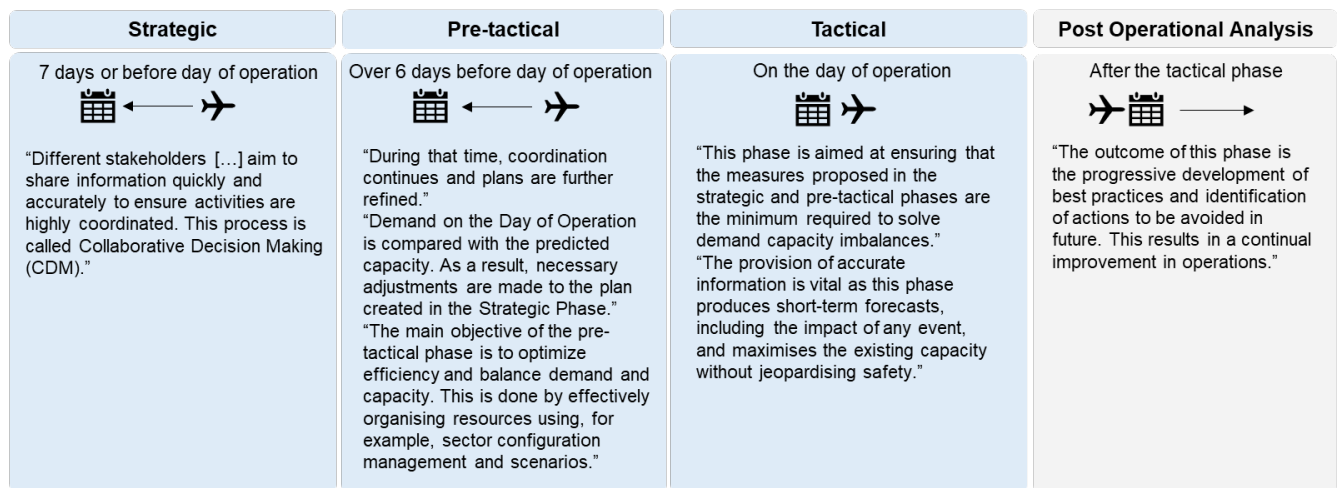 Strategic
7 days or before day of operation
“Different stakeholders […] aim to
share information quickly and
accurately to ensure activities are
highly coordinated. This process is
called Collaborative Decision Making
(CDM).”
Pre-tactical
Over 6 days before day of operation
“During that time, coordination
continues and plans are further
refined.”
“Demand on the Day of Operation
is compared with the predicted
capacity. As a result, necessary
adjustments are made to the plan
created in the Strategic Phase.”
“The main objective of the pre-
tactical phase is to optimize
efficiency and balance demand and
capacity. This is done by effectively
organising resources using, for
example, sector configuration
management and scenarios.”
Tactical
On the day of operation
“This phase is aimed at ensuring that
the measures proposed in the
strategic and pre-tactical phases are
the minimum required to solve
demand capacity imbalances.”
“The provision of accurate
information is vital as this phase
produces short-term forecasts,
including the impact of any event,
and maximises the existing capacity
without jeopardising safety.”
Post Operational Analysis
After the tactical phase
“The outcome of this phase is
the progressive development of
best practices and identification
of actions to be avoided in
future. This results in a continual
improvement in operations.”